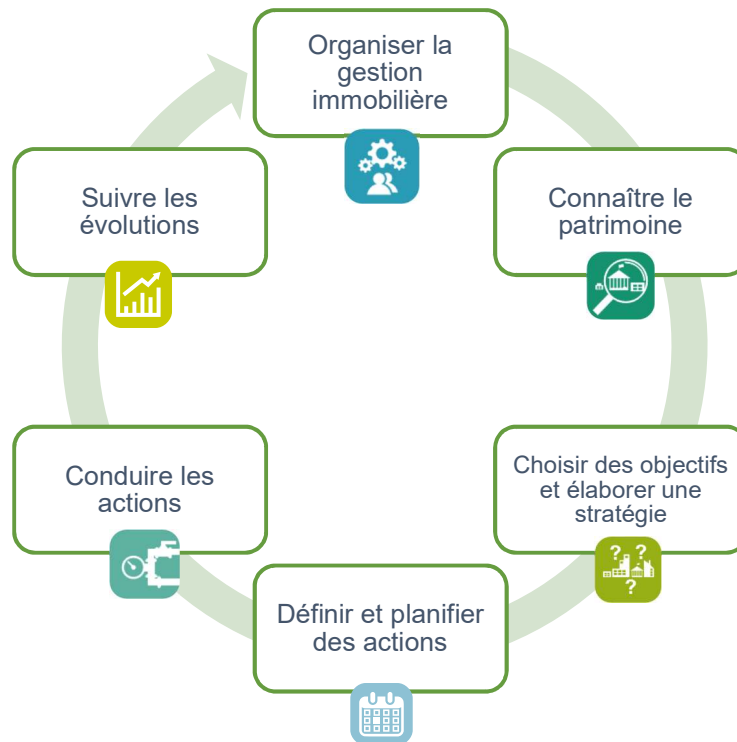 Organiser la
gestion
immobilière
Connaître le
patrimoine
Choisir des objectifs
et élaborer une
stratégie
Définir et planifier
des actions
Conduire les
actions
Suivre les
évolutions
? ?
?